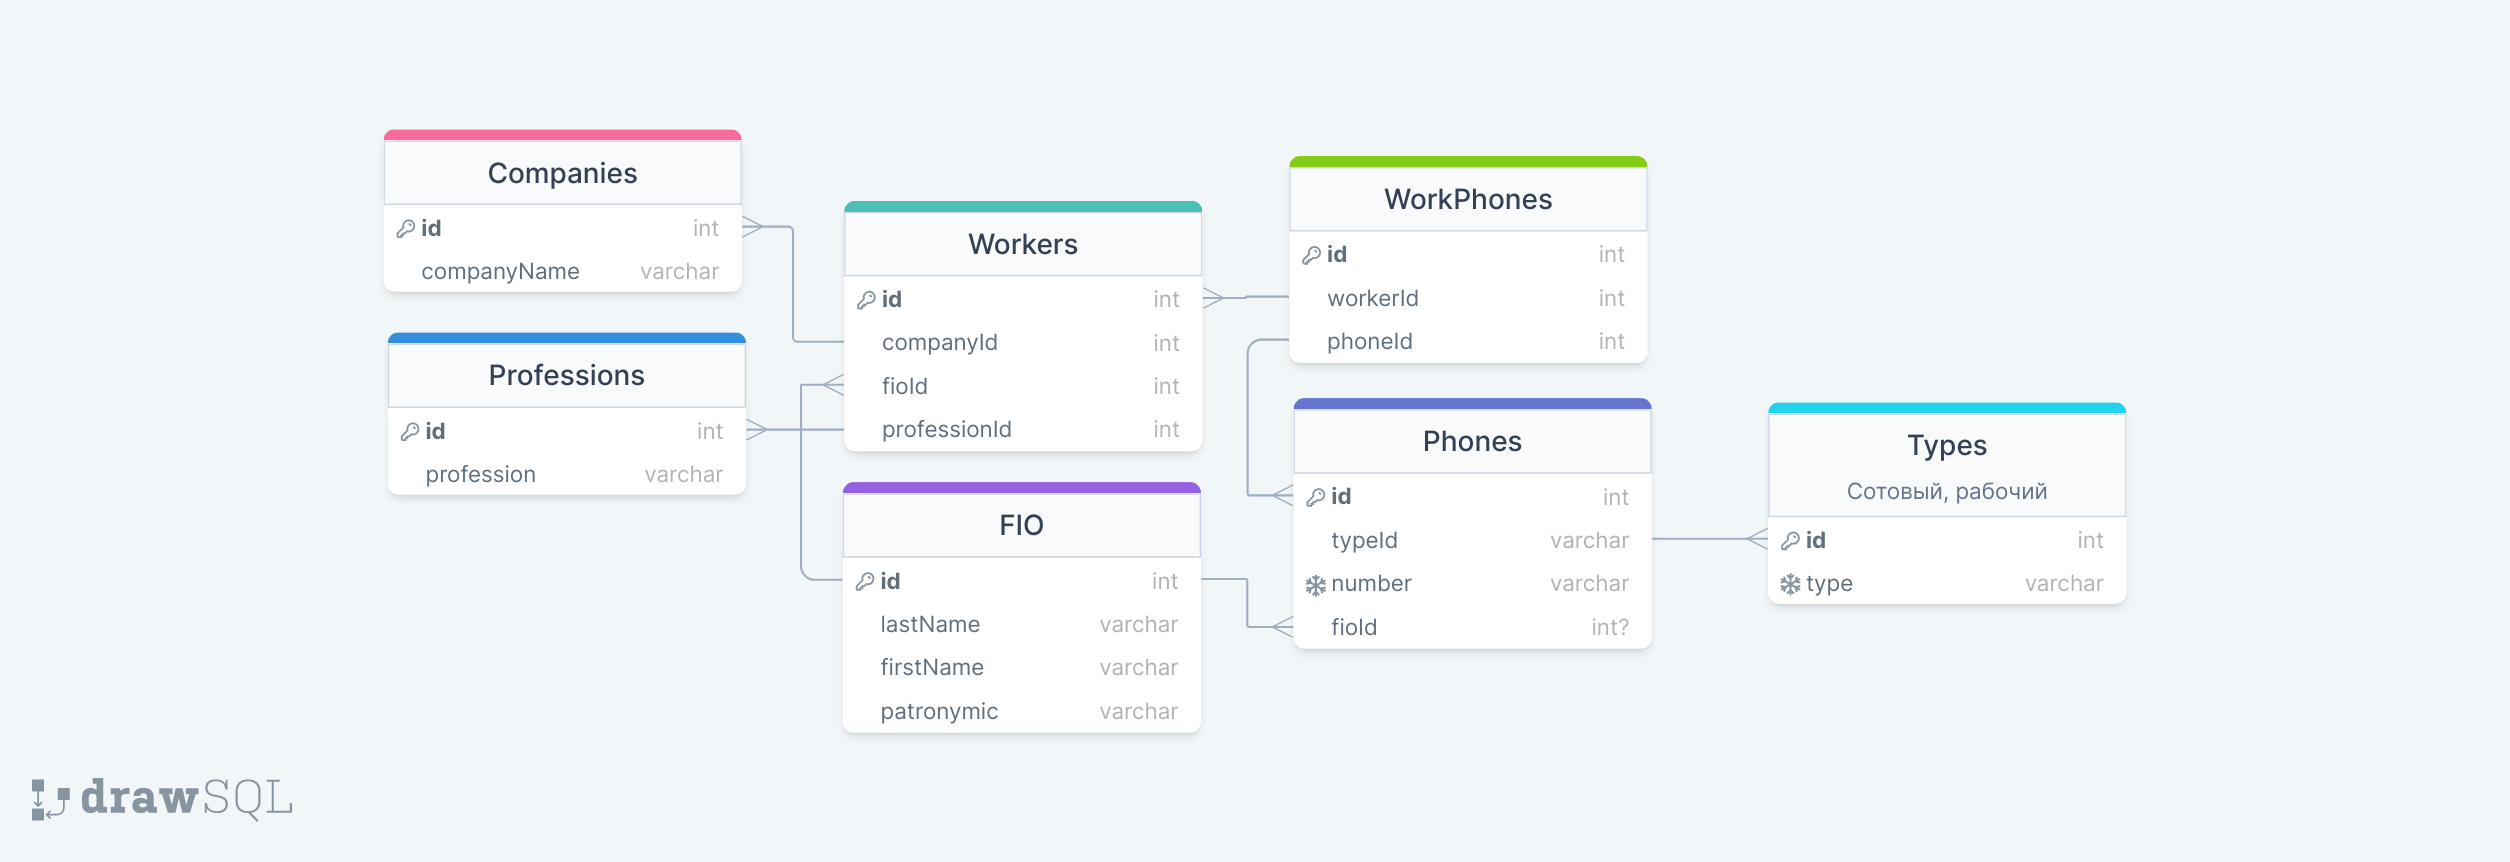 Companies
id int
companyName varchar
Professions
id int
profession varchar
Workers
id int
companyId int
fioId int
professionId int
FIO
id int
lastName varchar
firstName varchar
patronymic varchar
WorkPhones
id int
workerId int
phoneId int
Phones
id int
typeId varchar
number varchar
fioId int?
Types
Сотовый, рабочий
id int
type varchar
drawSQL